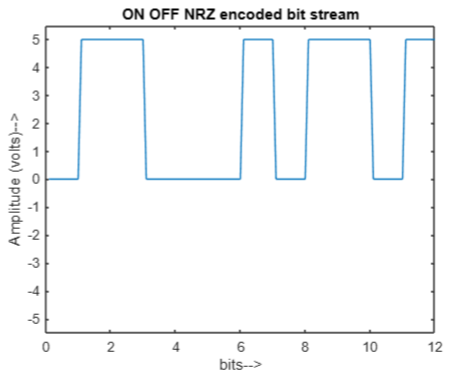 ON OFF NRZ encoded bit stream
Amplitude (volts)-->
5
4
3
2
1
0
-1
-2
-3
-4
-5
0 2 4 6 8 10 12
bits-->